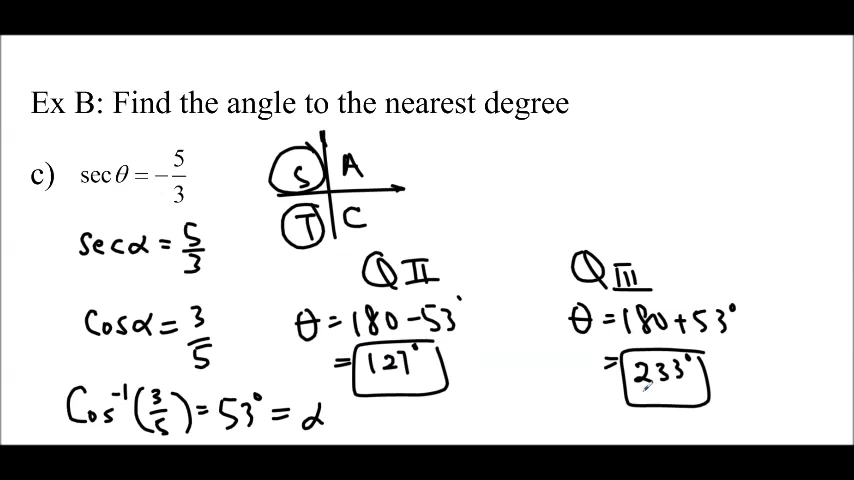 Ex B: Find the angle to the nearest degree
c) sec θ = − 5/3
S A
T C
sec α = 5/3
Q II
Q III
cos α = 3/5
θ = 180 − 53°
= 127°
θ = 180 + 53°
= 233°
Cos⁻¹ (3/5) = 53° = α